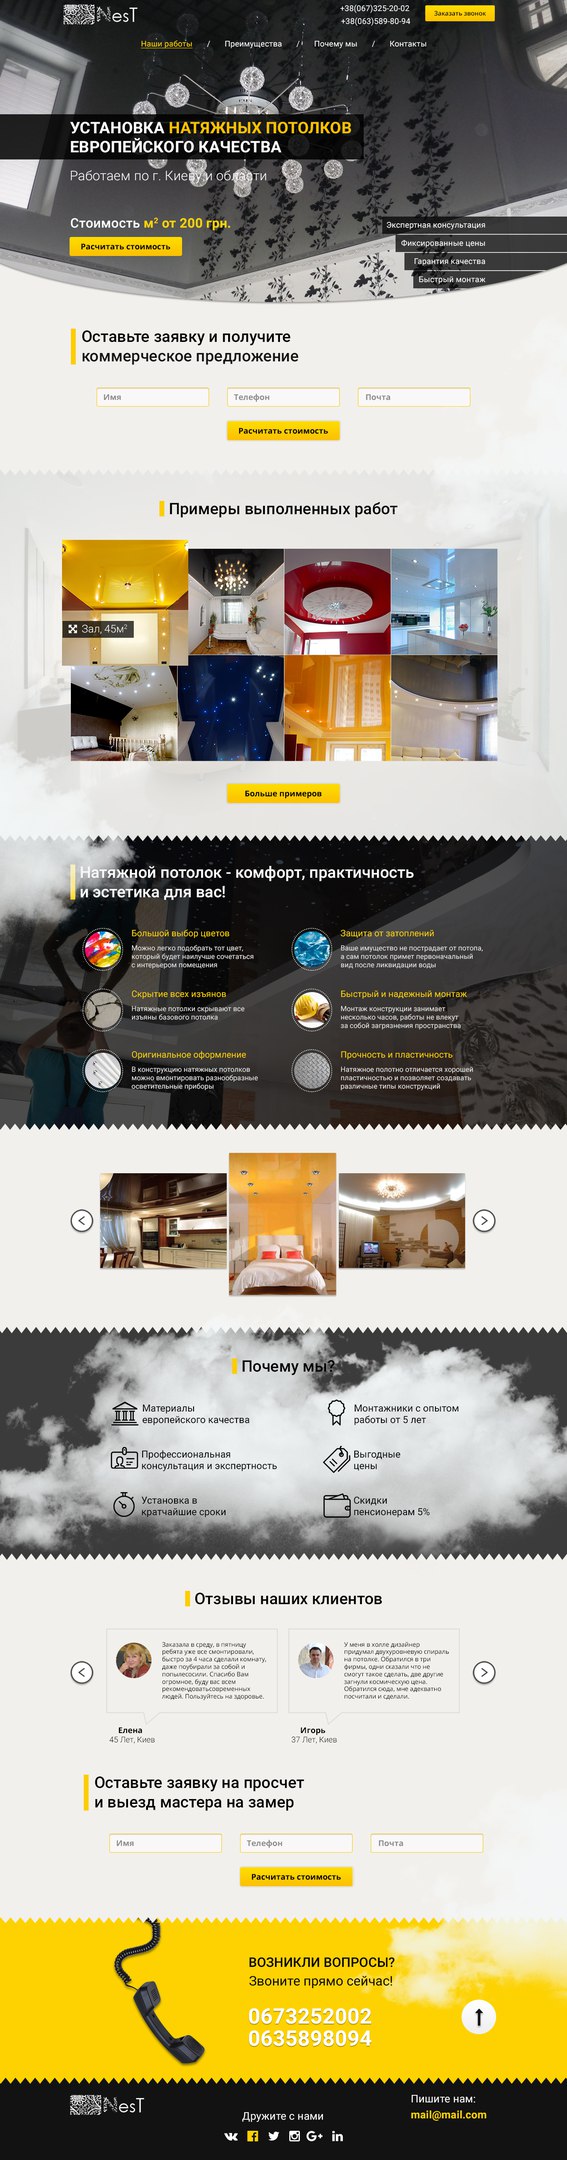 NesT
+38(067)325-20-02
+38(063)589-80-94
Заказать звонок
Наши работы / Преимущества / Почему мы / Контакты
УСТАНОВКА НАТЯЖНЫХ ПОТОЛКОВ
ЕВРОПЕЙСКОГО КАЧЕСТВА
Работаем по г. Киеву и области
Стоимость м² от 200 грн.
Расчитать стоимость
Экспертная консультация
Фиксированные цены
Гарантия качества
Быстрый монтаж
Оставьте заявку и получите
коммерческое предложение
Имя
Телефон
Почта
Расчитать стоимость
Примеры выполненных работ
Зал, 45м²
Больше примеров
Натяжной потолок - комфорт, практичность
и эстетика для вас!
Большой выбор цветов
Можно легко подобрать тот цвет,
который будет наилучше сочетаться
с интерьером помещения
Защита от затоплений
Ваше имущество не пострадает от потопа,
а сам потолок примет первоначальный
вид после ликвидации воды
Скрытие всех изъянов
Натяжные потолки скрывают все
изъяны базового потолка
Быстрый и надежный монтаж
Монтаж конструкции занимает
несколько часов, работы не влекут
за собой загрязнения пространства
Оригинальное оформление
В конструкцию натяжных потолков
можно вмонтировать разнообразные
осветительные приборы
Прочность и пластичность
Натяжное полотно отличается хорошей
пластичностью и позволяет создавать
различные типы конструкций
Почему мы?
Материалы
европейского качества
Монтажники с опытом
работы от 5 лет
Профессиональная
консультация и экспертность
Выгодные
цены
Установка в
кратчайшие сроки
Скидки
пенсионерам 5%
Отзывы наших клиентов
Заказала в среду, в пятницу
ребята уже все смонтировали,
быстро за 4 часа сделали комнату,
даже поубирали за собой и
попылесосили. Спасибо Вам
огромное, буду вас всем
рекомендоватьсовременных
людей. Пользуйтесь на здоровье.
Елена
45 Лет, Киев
У меня в холле дизайнер
придумал двухуровневую спираль
на потолке. Обратился в три
фирмы, одни сказали что не
смогут такое сделать, две другие
загнули космическую цену.
Обратился сюда, мне адекватно
посчитали и сделали.
Игорь
37 Лет, Киев
Оставьте заявку на просчет
и выезд мастера на замер
Имя
Телефон
Почта
Расчитать стоимость
ВОЗНИКЛИ ВОПРОСЫ?
Звоните прямо сейчас!
0673252002
0635898094
NesT
Дружите с нами
Пишите нам:
mail@mail.com